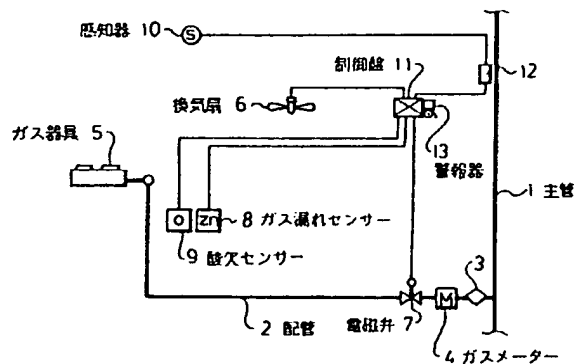 感知器 10
S
12
制御盤 11
換気扇 6
13
警報器
ガス器具 5
1 主管
O
Zn
8 ガス漏れセンサー
9 酸欠センサー
3
M
2 配管
電磁弁 7
4 ガスメーター